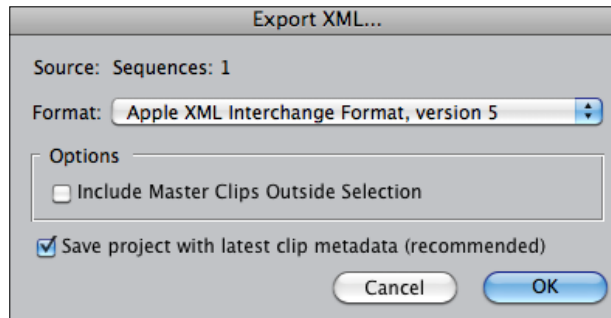 Export XML...
Source: Sequences: 1
Format: Apple XML Interchange Format, version 5
Options
Include Master Clips Outside Selection
Save project with latest clip metadata (recommended)
Cancel OK